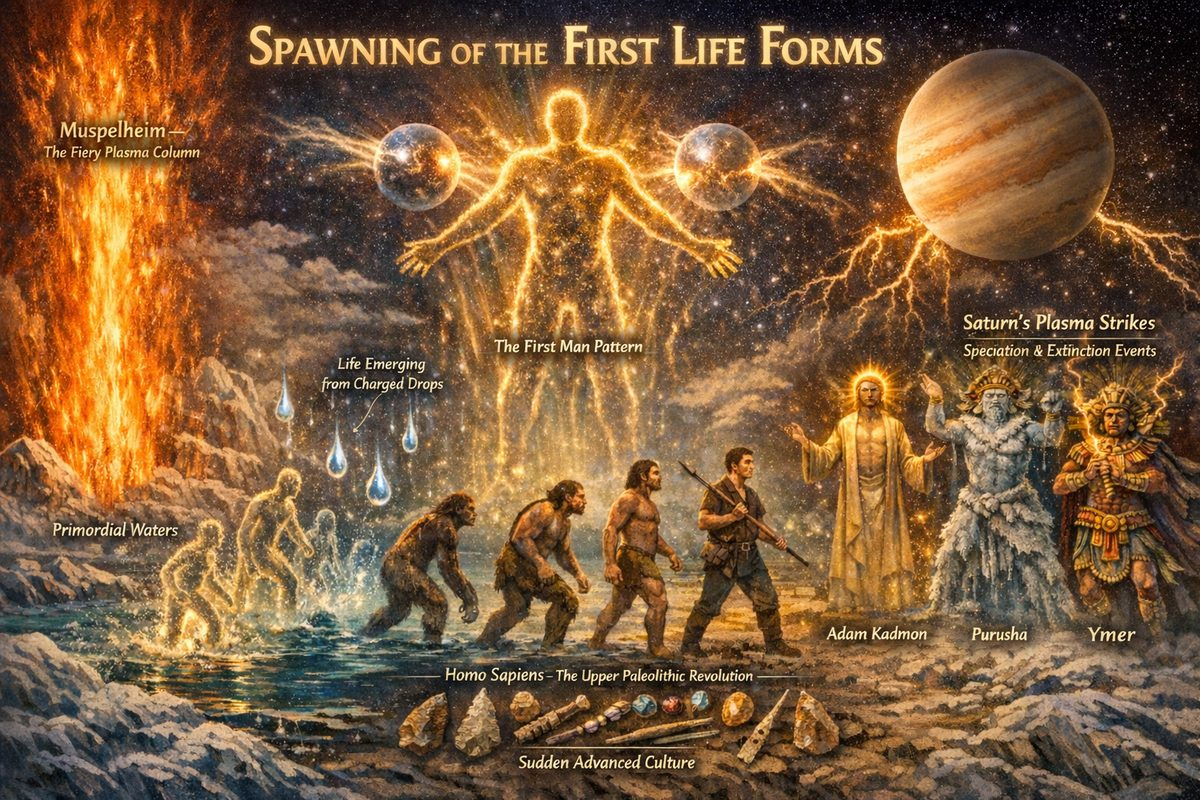 SPAWNING OF THE FIRST LIFE FORMS
Muspelheim—
The Fiery Plasma Column
The First Man Pattern
Life Emerging
from Charged Drops
Saturn's Plasma Strikes
Speciation & Extinction Events
Primordial Waters
Adam Kadmon
Purusha
Ymer
Homo Sapiens – The Upper Paleolithic Revolution
Sudden Advanced Culture